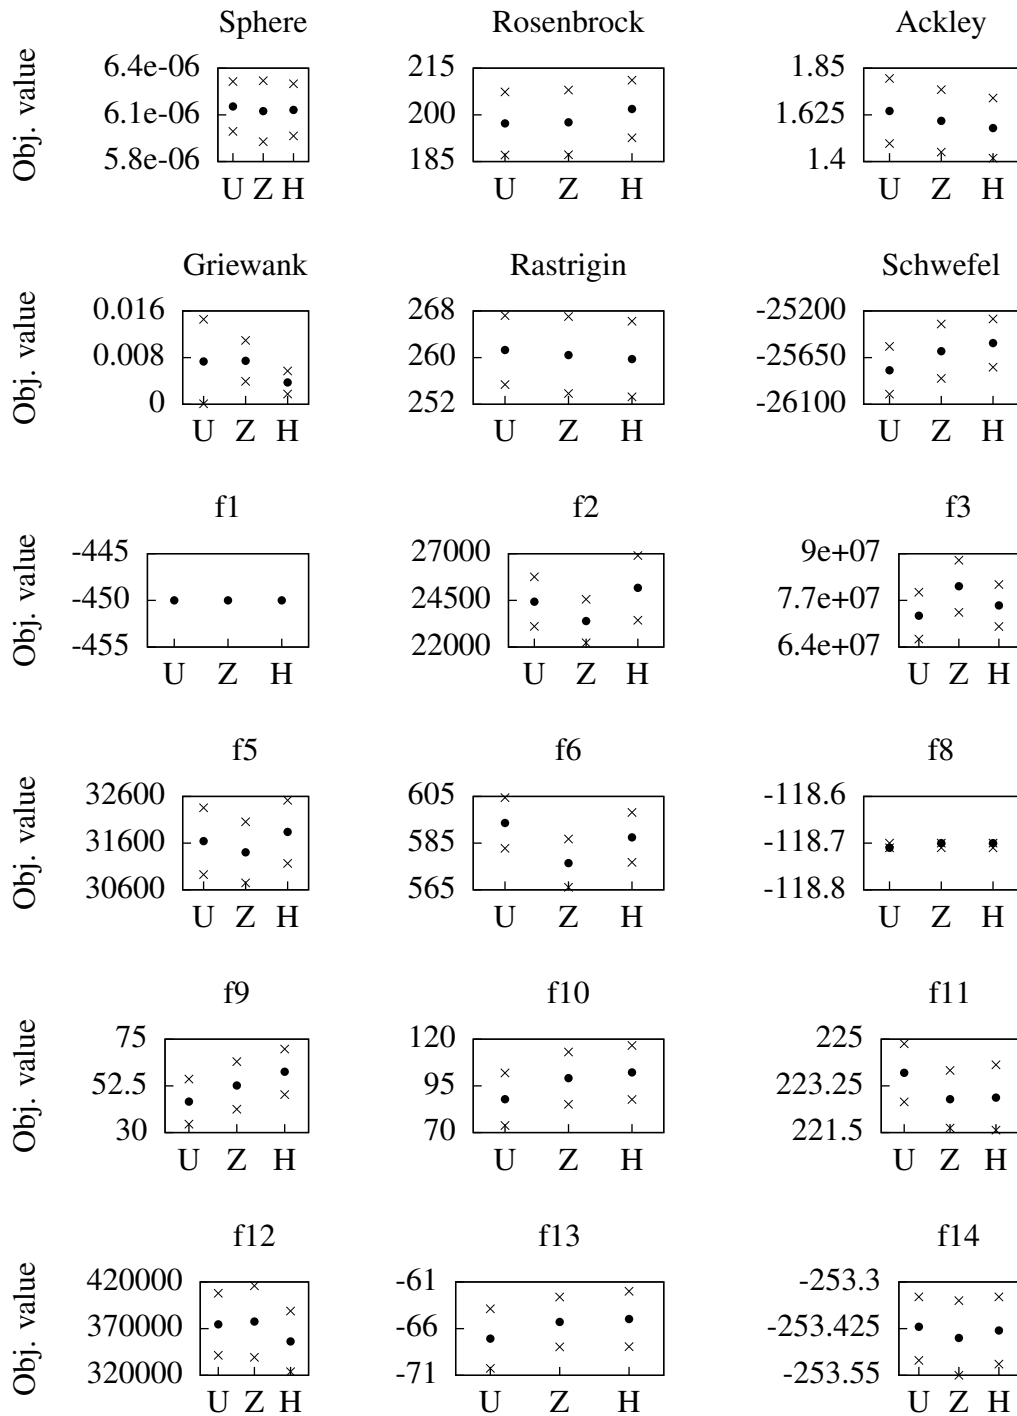 Sphere Rosenbrock Ackley
Obj. value
6.4e-06 215 1.85
6.1e-06 200 1.625
5.8e-06 185 1.4
U Z H U Z H U Z H
Griewank Rastrigin Schwefel
Obj. value
0.016 268 -25200
0.008 260 -25650
0 252 -26100
U Z H U Z H U Z H
f1 f2 f3
Obj. value
-445 27000 9e+07
-450 24500 7.7e+07
-455 22000 6.4e+07
U Z H U Z H U Z H
f5 f6 f8
Obj. value
32600 605 -118.6
31600 585 -118.7
30600 565 -118.8
U Z H U Z H U Z H
f9 f10 f11
Obj. value
75 120 225
52.5 95 223.25
30 70 221.5
U Z H U Z H U Z H
f12 f13 f14
Obj. value
420000 -61 -253.3
370000 -66 -253.425
320000 -71 -253.55
U Z H U Z H U Z H